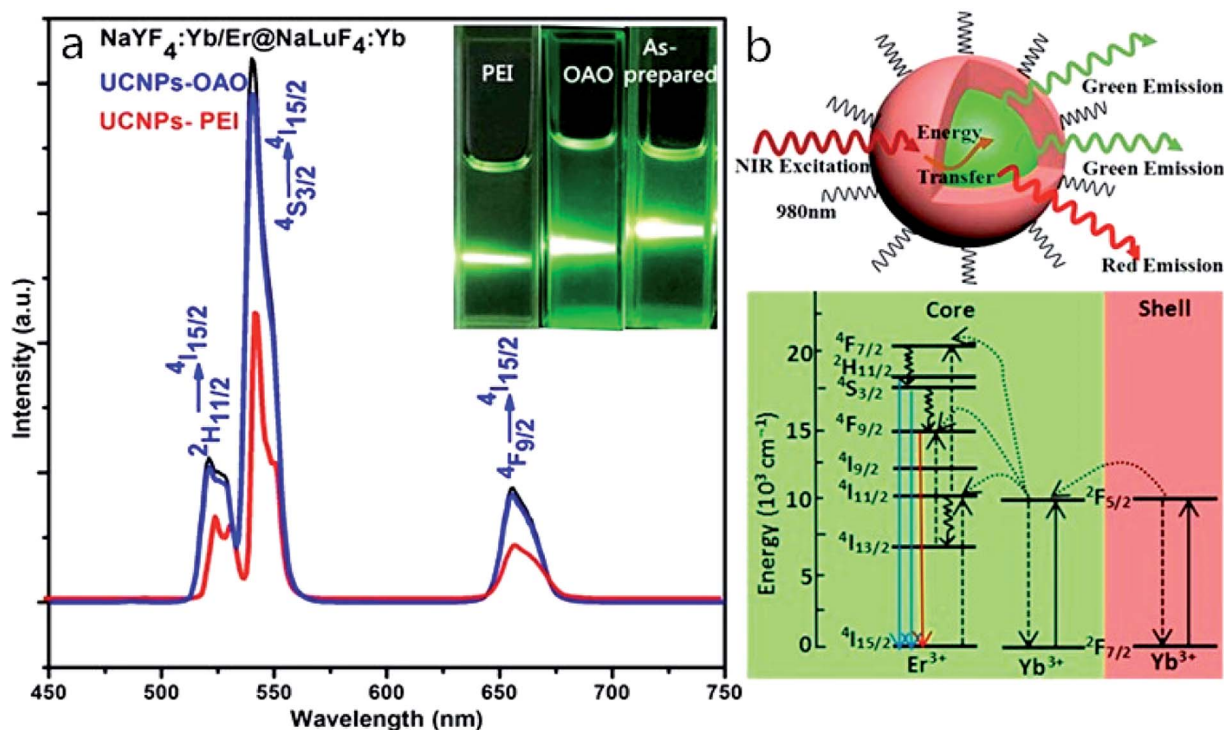 a
NaYF₄:Yb/Er@NaLuF₄:Yb
UCNPs-OAO
UCNPs- PEI
PEI
OAO
As-
prepared
²H₁₁/₂ → ⁴I₁₅/₂
⁴S₃/₂ → ⁴I₁₅/₂
⁴F₉/₂ → ⁴I₁₅/₂
Intensity (a.u.)
450 500 550 600 650 700 750
Wavelength (nm)
b
Green Emission
Energy
Transfer
NIR Excitation
Green Emission
980nm
Red Emission
Core
Shell
Energy (10³ cm⁻¹)
20
15
10
5
0
⁴F₇/₂
²H₁₁/₂
⁴S₃/₂
⁴F₉/₂
⁴I₉/₂
⁴I₁₁/₂
⁴I₁₃/₂
⁴I₁₅/₂
²F₅/₂
²F₇/₂
Er³⁺
Yb³⁺
Yb³⁺